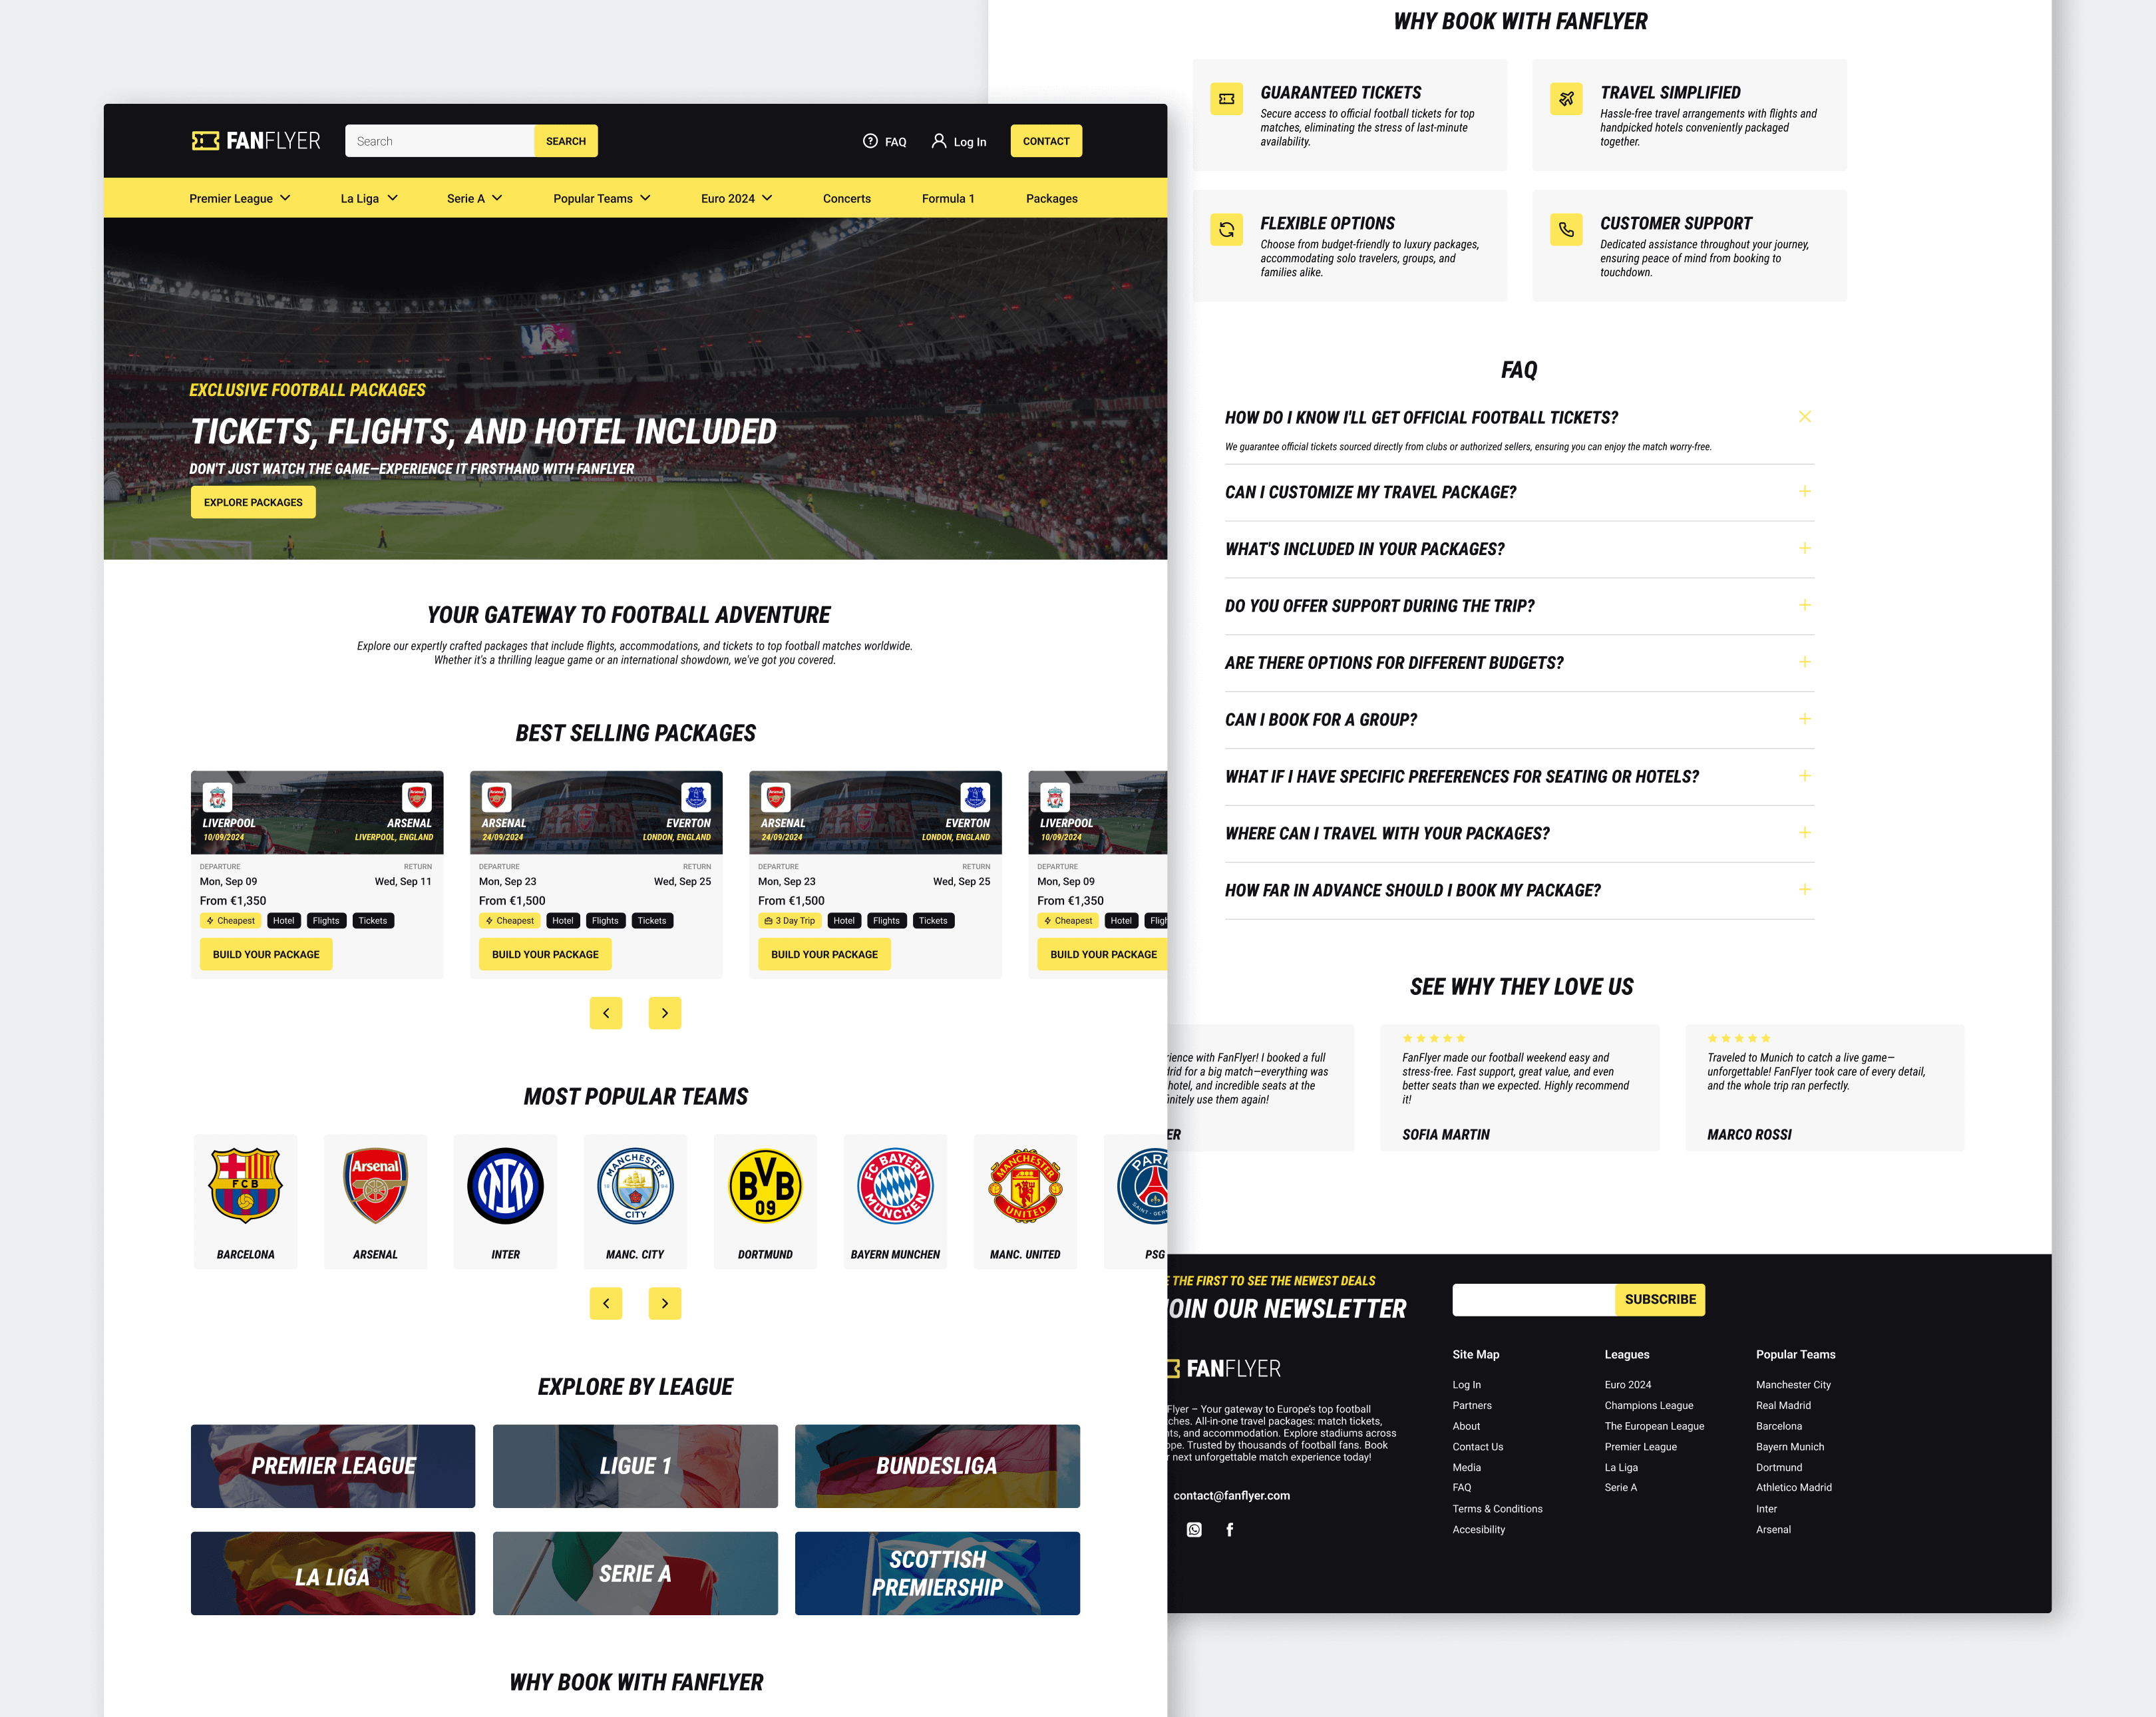 FANFLYER
Search
SEARCH
FAQ
Log In
CONTACT
Premier League
La Liga
Serie A
Popular Teams
Euro 2024
Concerts
Formula 1
Packages
EXCLUSIVE FOOTBALL PACKAGES
TICKETS, FLIGHTS, AND HOTEL INCLUDED
DON'T JUST WATCH THE GAME—EXPERIENCE IT FIRSTHAND WITH FANFLYER
EXPLORE PACKAGES
YOUR GATEWAY TO FOOTBALL ADVENTURE
Explore our expertly crafted packages that include flights, accommodations, and tickets to top football matches worldwide.
Whether it's a thrilling league game or an international showdown, we've got you covered.
BEST SELLING PACKAGES
LIVERPOOL
ARSENAL
10/09/2024
LIVERPOOL, ENGLAND
DEPARTURE
RETURN
Mon, Sep 09
Wed, Sep 11
From €1,350
Cheapest
Hotel
Flights
Tickets
BUILD YOUR PACKAGE
ARSENAL
EVERTON
24/09/2024
LONDON, ENGLAND
DEPARTURE
RETURN
Mon, Sep 23
Wed, Sep 25
From €1,500
Cheapest
Hotel
Flights
Tickets
BUILD YOUR PACKAGE
ARSENAL
EVERTON
24/09/2024
LONDON, ENGLAND
DEPARTURE
RETURN
Mon, Sep 23
Wed, Sep 25
From €1,500
3 Day Trip
Hotel
Flights
Tickets
BUILD YOUR PACKAGE
LIVERPOOL
10/09/2024
DEPARTURE
Mon, Sep 09
From €1,350
Cheapest
Hotel
Fligh
BUILD YOUR PACKAGE
MOST POPULAR TEAMS
FCB
BARCELONA
Arsenal
ARSENAL
INTER
MANCHESTER
18 94
CITY
MANC. CITY
BVB
09
DORTMUND
FC BAYERN
MÜNCHEN
BAYERN MUNCHEN
MANCHESTER
UNITED
MANC. UNITED
PARI
SAINT-GER
PSG
EXPLORE BY LEAGUE
PREMIER LEAGUE
LIGUE 1
BUNDESLIGA
LA LIGA
SERIE A
SCOTTISH
PREMIERSHIP
WHY BOOK WITH FANFLYER
WHY BOOK WITH FANFLYER
GUARANTEED TICKETS
Secure access to official football tickets for top
matches, eliminating the stress of last-minute
availability.
TRAVEL SIMPLIFIED
Hassle-free travel arrangements with flights and
handpicked hotels conveniently packaged
together.
FLEXIBLE OPTIONS
Choose from budget-friendly to luxury packages,
accommodating solo travelers, groups, and
families alike.
CUSTOMER SUPPORT
Dedicated assistance throughout your journey,
ensuring peace of mind from booking to
touchdown.
FAQ
HOW DO I KNOW I'LL GET OFFICIAL FOOTBALL TICKETS?
We guarantee official tickets sourced directly from clubs or authorized sellers, ensuring you can enjoy the match worry-free.
CAN I CUSTOMIZE MY TRAVEL PACKAGE?
WHAT'S INCLUDED IN YOUR PACKAGES?
DO YOU OFFER SUPPORT DURING THE TRIP?
ARE THERE OPTIONS FOR DIFFERENT BUDGETS?
CAN I BOOK FOR A GROUP?
WHAT IF I HAVE SPECIFIC PREFERENCES FOR SEATING OR HOTELS?
WHERE CAN I TRAVEL WITH YOUR PACKAGES?
HOW FAR IN ADVANCE SHOULD I BOOK MY PACKAGE?
SEE WHY THEY LOVE US
rience with FanFlyer! I booked a full
drid for a big match—everything was
hotel, and incredible seats at the
finitely use them again!
ER
FanFlyer made our football weekend easy and
stress-free. Fast support, great value, and even
better seats than we expected. Highly recommend
it!
SOFIA MARTIN
Traveled to Munich to catch a live game—
unforgettable! FanFlyer took care of every detail,
and the whole trip ran perfectly.
MARCO ROSSI
E THE FIRST TO SEE THE NEWEST DEALS
OIN OUR NEWSLETTER
SUBSCRIBE
FANFLYER
Flyer – Your gateway to Europe's top football
ches. All-in-one travel packages: match tickets,
ts, and accommodation. Explore stadiums across
ope. Trusted by thousands of football fans. Book
r next unforgettable match experience today!
contact@fanflyer.com
Site Map
Log In
Partners
About
Contact Us
Media
FAQ
Terms & Conditions
Accesibility
Leagues
Euro 2024
Champions League
The European League
Premier League
La Liga
Serie A
Popular Teams
Manchester City
Real Madrid
Barcelona
Bayern Munich
Dortmund
Athletico Madrid
Inter
Arsenal